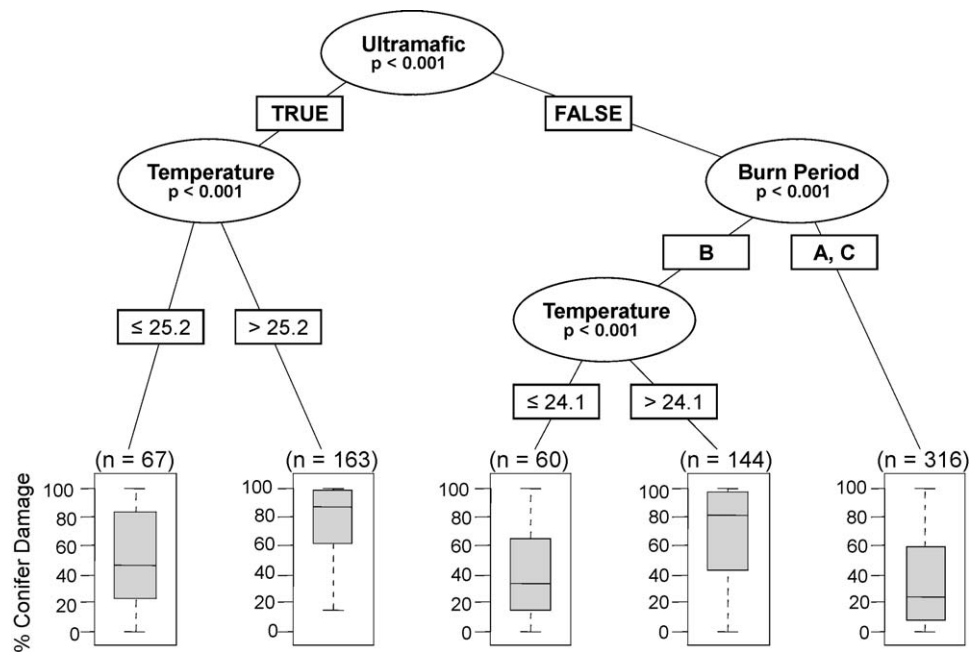 Ultramafic
p < 0.001
TRUE
FALSE
Temperature
p < 0.001
Burn Period
p < 0.001
B
A, C
Temperature
p < 0.001
≤ 25.2
> 25.2
≤ 24.1
> 24.1
(n = 67)
(n = 163)
(n = 60)
(n = 144)
(n = 316)
% Conifer Damage
100
80
60
40
20
0
100
80
60
40
20
0
100
80
60
40
20
0
100
80
60
40
20
0
100
80
60
40
20
0